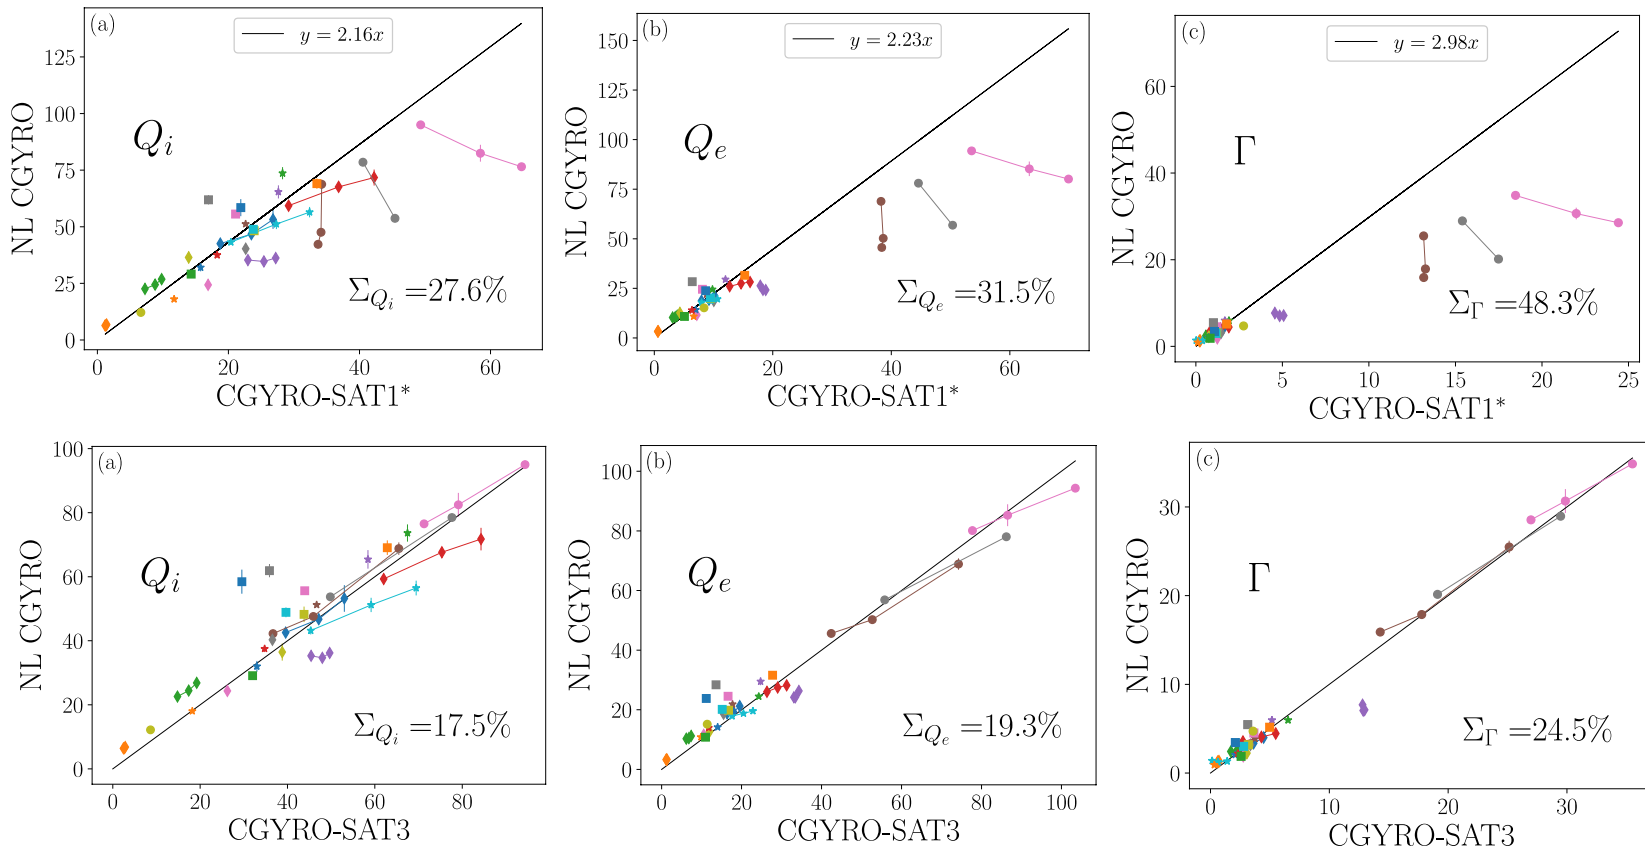 (a)
y = 2.16x
NL CGYRO
Q_i
Σ_{Q_i} =27.6%
0
25
50
75
100
125
0
20
40
60
CGYRO-SAT1*
(b)
y = 2.23x
NL CGYRO
Q_e
Σ_{Q_e} =31.5%
0
25
50
75
100
125
150
0
20
40
60
CGYRO-SAT1*
(c)
y = 2.98x
NL CGYRO
Γ
Σ_Γ =48.3%
0
20
40
60
0
5
10
15
20
25
CGYRO-SAT1*
(a)
NL CGYRO
Q_i
Σ_{Q_i} =17.5%
0
20
40
60
80
100
0
20
40
60
80
CGYRO-SAT3
(b)
NL CGYRO
Q_e
Σ_{Q_e} =19.3%
0
20
40
60
80
100
0
20
40
60
80
100
CGYRO-SAT3
(c)
NL CGYRO
Γ
Σ_Γ =24.5%
0
10
20
30
0
10
20
30
CGYRO-SAT3